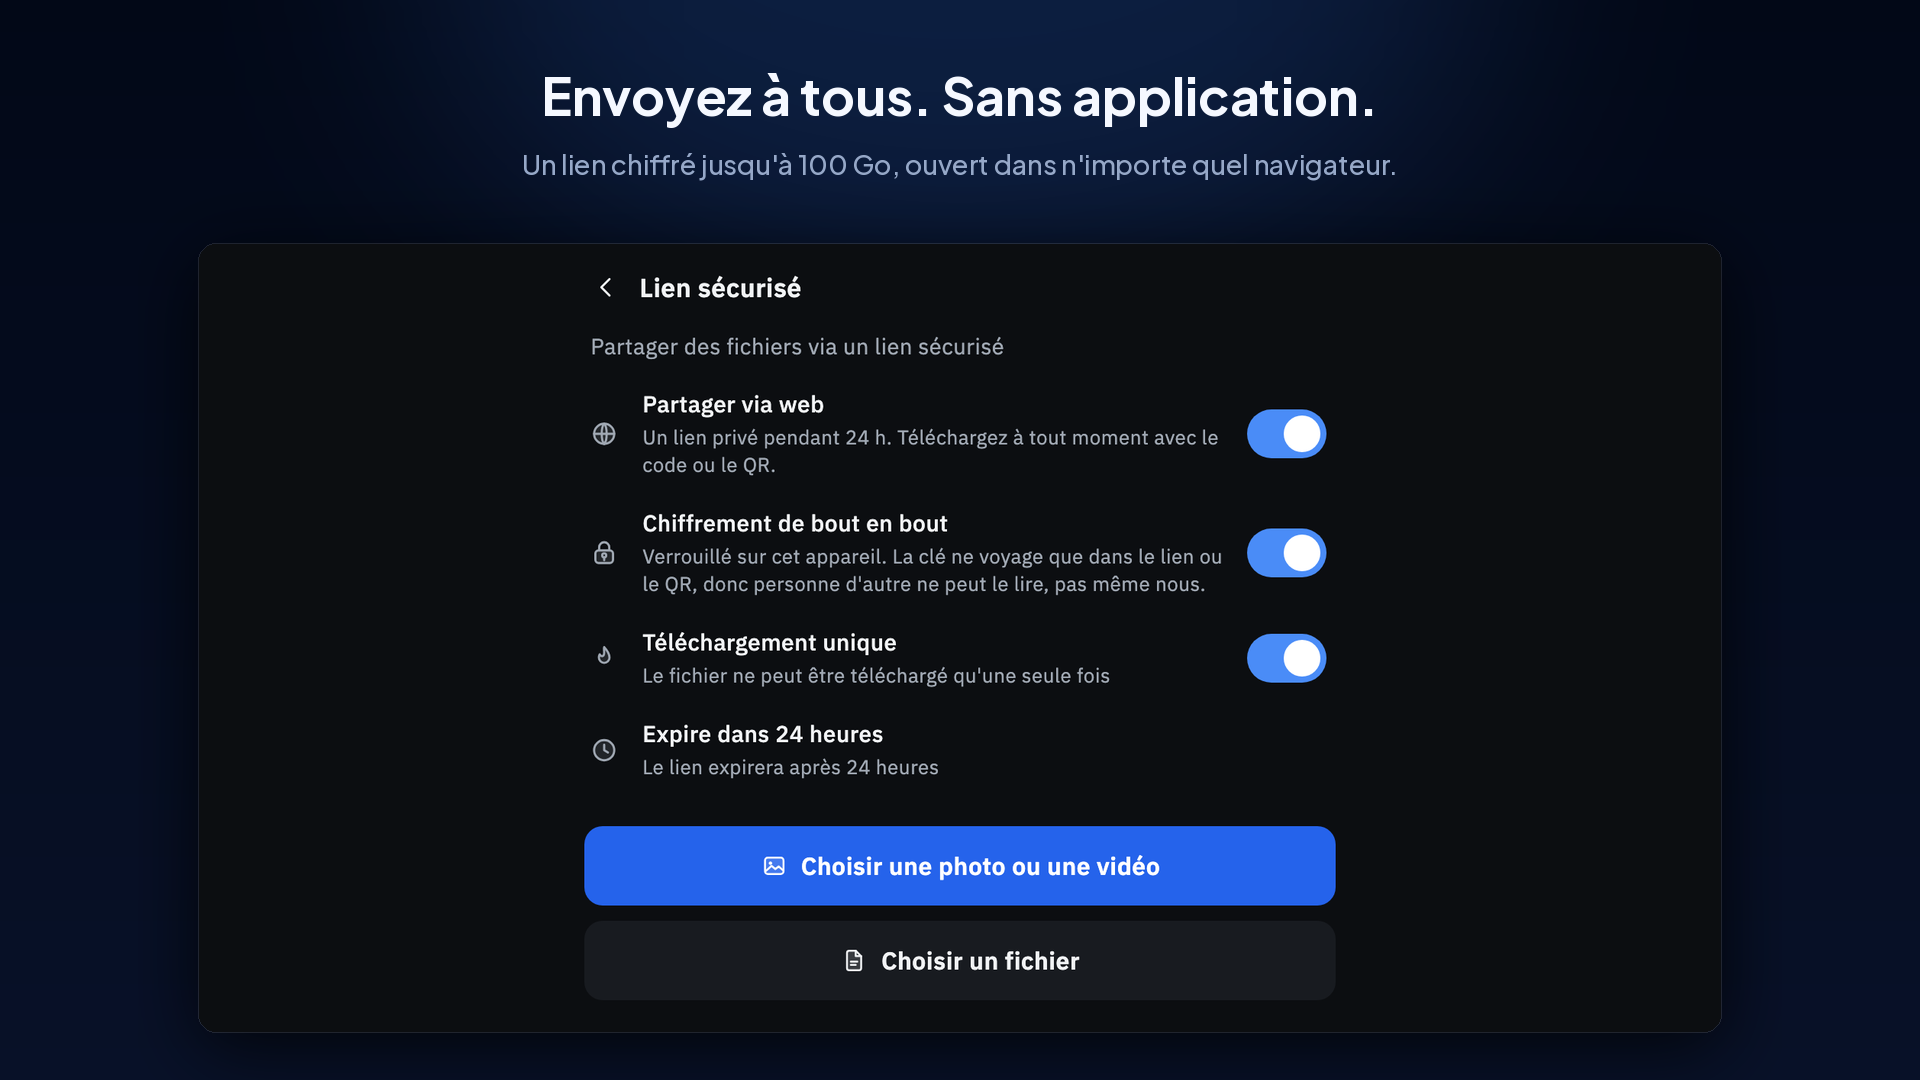 Envoyez à tous. Sans application.
Un lien chiffré jusqu'à 100 Go, ouvert dans n'importe quel navigateur.
Lien sécurisé
Partager des fichiers via un lien sécurisé
Partager via web
Un lien privé pendant 24 h. Téléchargez à tout moment avec le
code ou le QR.
Chiffrement de bout en bout
Verrouillé sur cet appareil. La clé ne voyage que dans le lien ou
le QR, donc personne d'autre ne peut le lire, pas même nous.
Téléchargement unique
Le fichier ne peut être téléchargé qu'une seule fois
Expire dans 24 heures
Le lien expirera après 24 heures
Choisir une photo ou une vidéo
Choisir un fichier